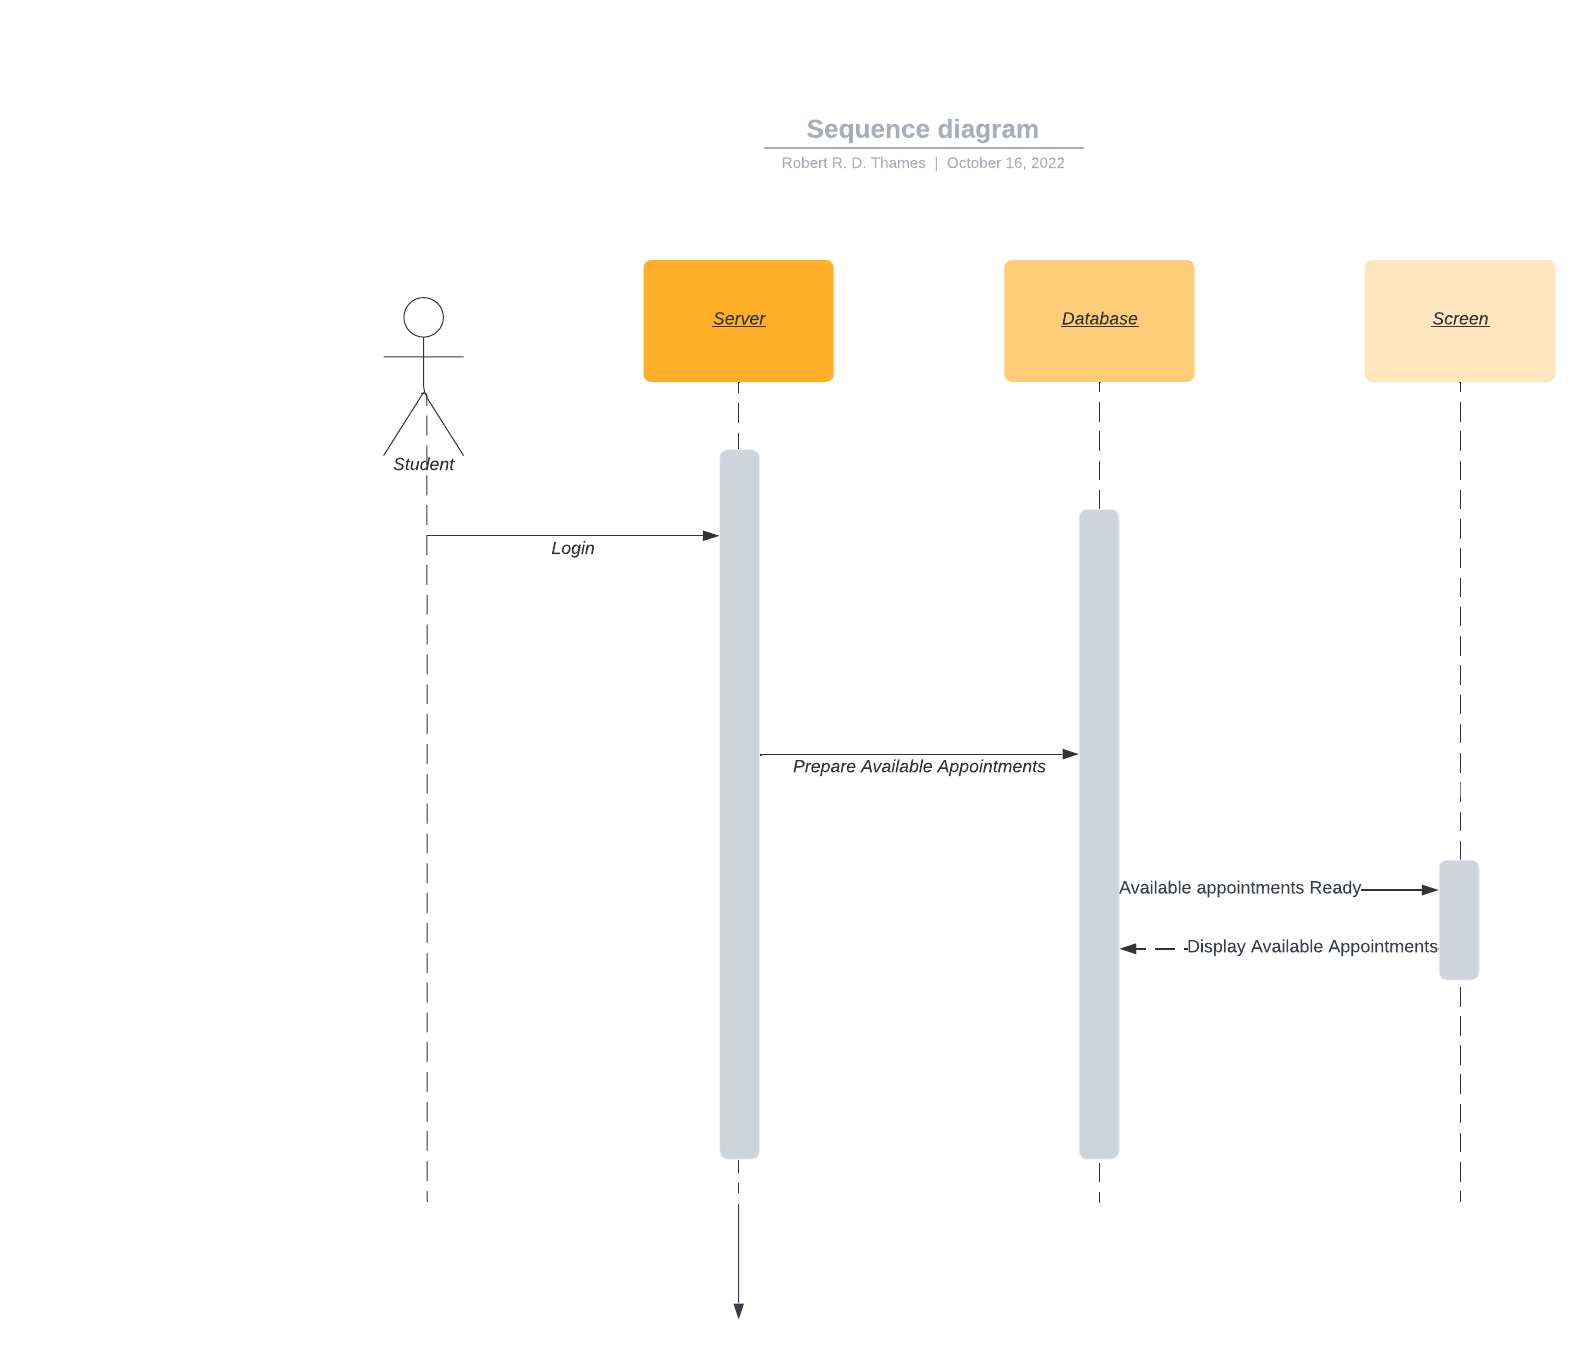 Sequence diagram
Robert R. D. Thames | October 16, 2022
Server
Database
Screen
Student
Login
Prepare Available Appointments
Available appointments Ready
Display Available Appointments